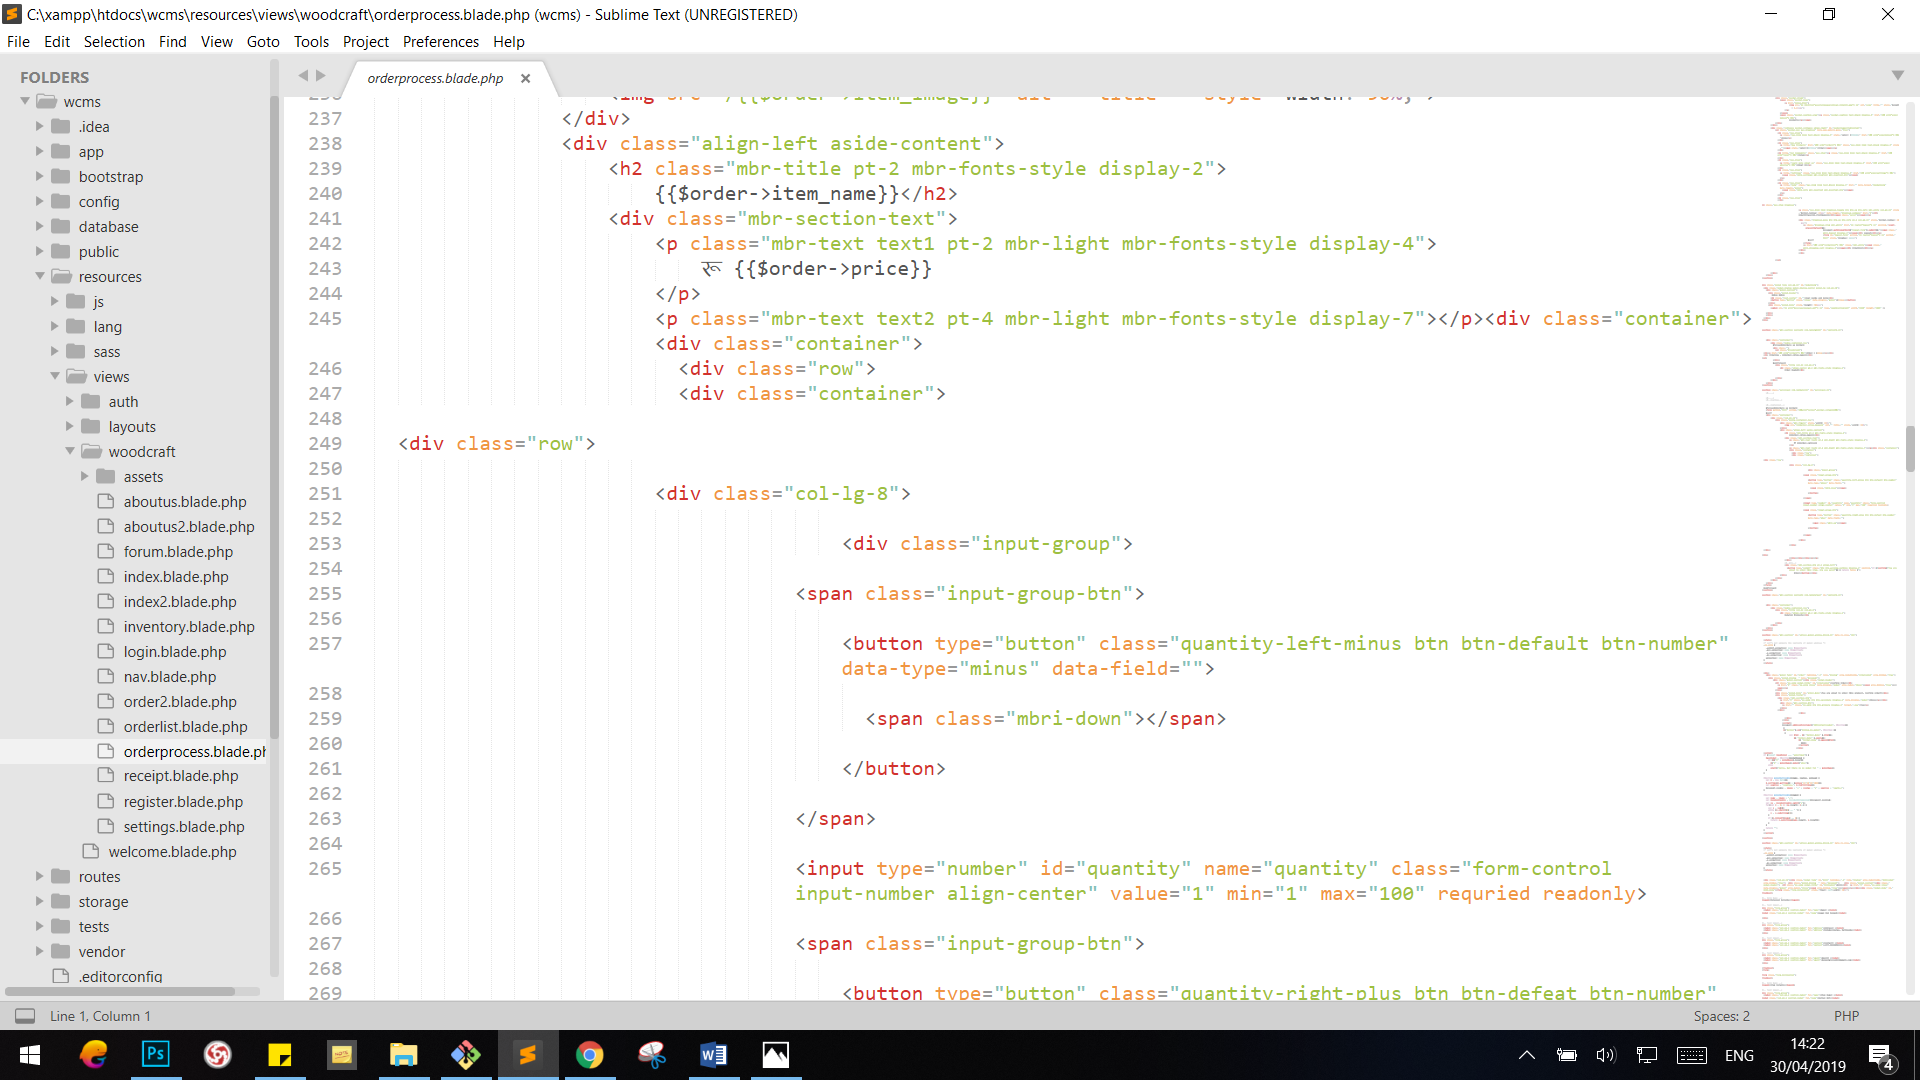 C:\xampp\htdocs\wcms\resources\views\woodcraft\orderprocess.blade.php (wcms) - Sublime Text (UNREGISTERED)
File Edit Selection Find View Goto Tools Project Preferences Help
FOLDERS
wcms
.idea
app
bootstrap
config
database
public
resources
js
lang
sass
views
auth
layouts
woodcraft
assets
aboutus.blade.php
aboutus2.blade.php
forum.blade.php
index.blade.php
index2.blade.php
inventory.blade.php
login.blade.php
nav.blade.php
order2.blade.php
orderlist.blade.php
orderprocess.blade.ph
receipt.blade.php
register.blade.php
settings.blade.php
welcome.blade.php
routes
storage
tests
vendor
.editorconfig
orderprocess.blade.php
237 </div>
238 <div class="align-left aside-content">
239 <h2 class="mbr-title pt-2 mbr-fonts-style display-2">
240 {{$order->item_name}}</h2>
241 <div class="mbr-section-text">
242 <p class="mbr-text text1 pt-2 mbr-light mbr-fonts-style display-4">
243 रू {{$order->price}}
244 </p>
245 <p class="mbr-text text2 pt-4 mbr-light mbr-fonts-style display-7"></p><div class="container">
<div class="container">
246 <div class="row">
247 <div class="container">
248
249 <div class="row">
250
251 <div class="col-lg-8">
252
253 <div class="input-group">
254
255 <span class="input-group-btn">
256
257 <button type="button" class="quantity-left-minus btn btn-default btn-number"
data-type="minus" data-field="">
258
259 <span class="mbri-down"></span>
260
261 </button>
262
263 </span>
264
265 <input type="number" id="quantity" name="quantity" class="form-control
input-number align-center" value="1" min="1" max="100" requried readonly>
266
267 <span class="input-group-btn">
268
269 <button type="button" class="quantity-right-plus btn btn-defeat btn-number"
Line 1, Column 1
Spaces: 2
PHP
ENG
14:22
30/04/2019
4